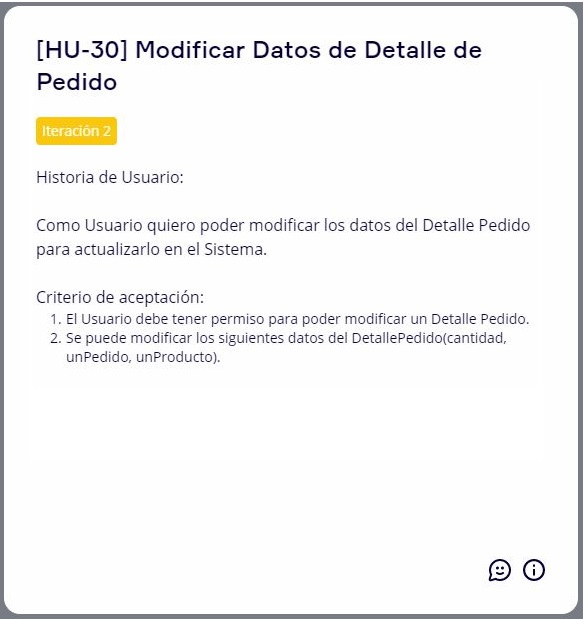 [HU-30] Modificar Datos de Detalle de
Pedido
Iteración 2
Historia de Usuario:
Como Usuario quiero poder modificar los datos del Detalle Pedido
para actualizarlo en el Sistema.
Criterio de aceptación:
1. El Usuario debe tener permiso para poder modificar un Detalle Pedido.
2. Se puede modificar los siguientes datos del DetallePedido(cantidad,
unPedido, unProducto).